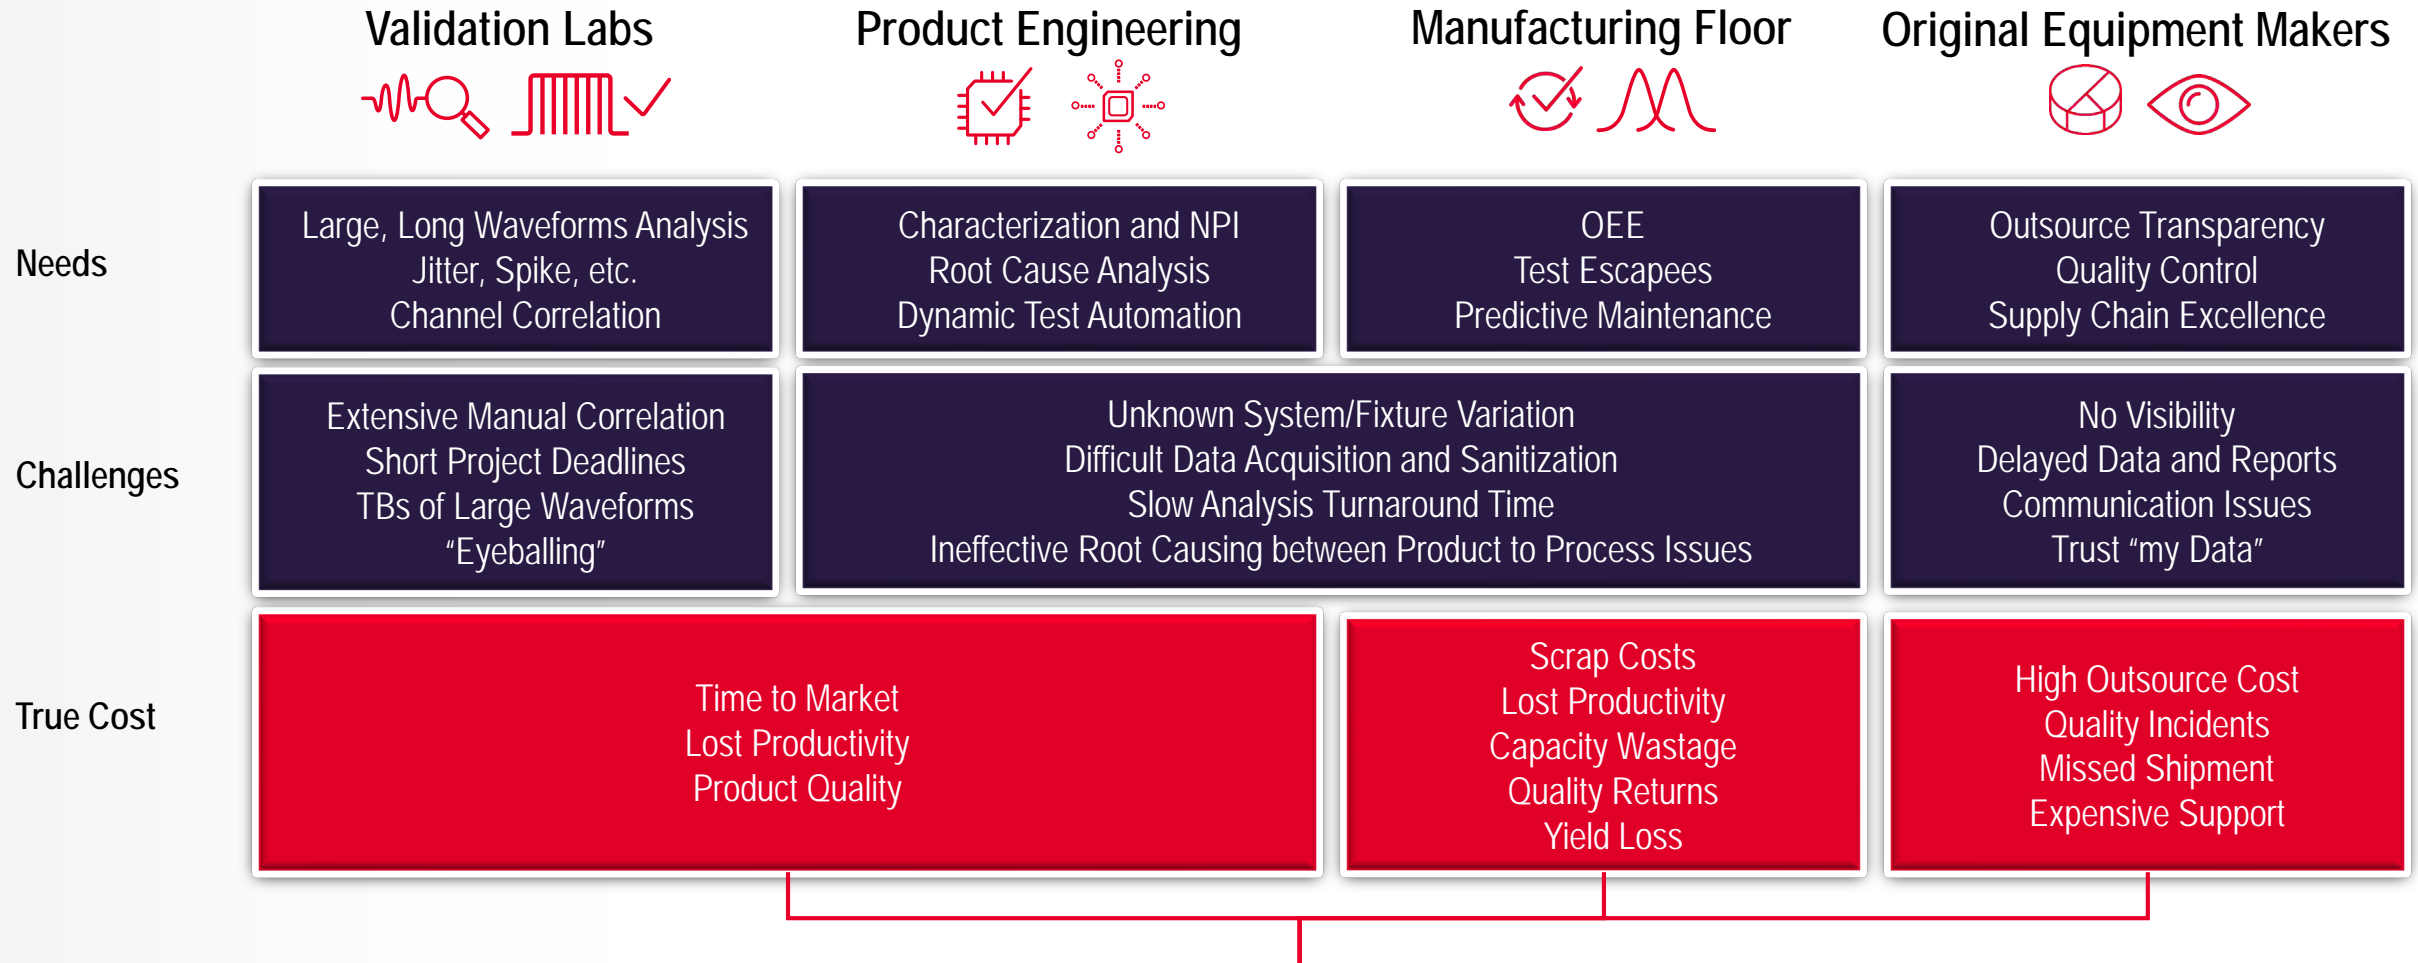 Validation Labs
Product Engineering
Manufacturing Floor
Original Equipment Makers
Needs
Large, Long Waveforms Analysis
Jitter, Spike, etc.
Channel Correlation
Characterization and NPI
Root Cause Analysis
Dynamic Test Automation
OEE
Test Escapees
Predictive Maintenance
Outsource Transparency
Quality Control
Supply Chain Excellence
Challenges
Extensive Manual Correlation
Short Project Deadlines
TBs of Large Waveforms
“Eyeballing”
Unknown System/Fixture Variation
Difficult Data Acquisition and Sanitization
Slow Analysis Turnaround Time
Ineffective Root Causing between Product to Process Issues
No Visibility
Delayed Data and Reports
Communication Issues
Trust “my Data”
True Cost
Time to Market
Lost Productivity
Product Quality
Scrap Costs
Lost Productivity
Capacity Wastage
Quality Returns
Yield Loss
High Outsource Cost
Quality Incidents
Missed Shipment
Expensive Support